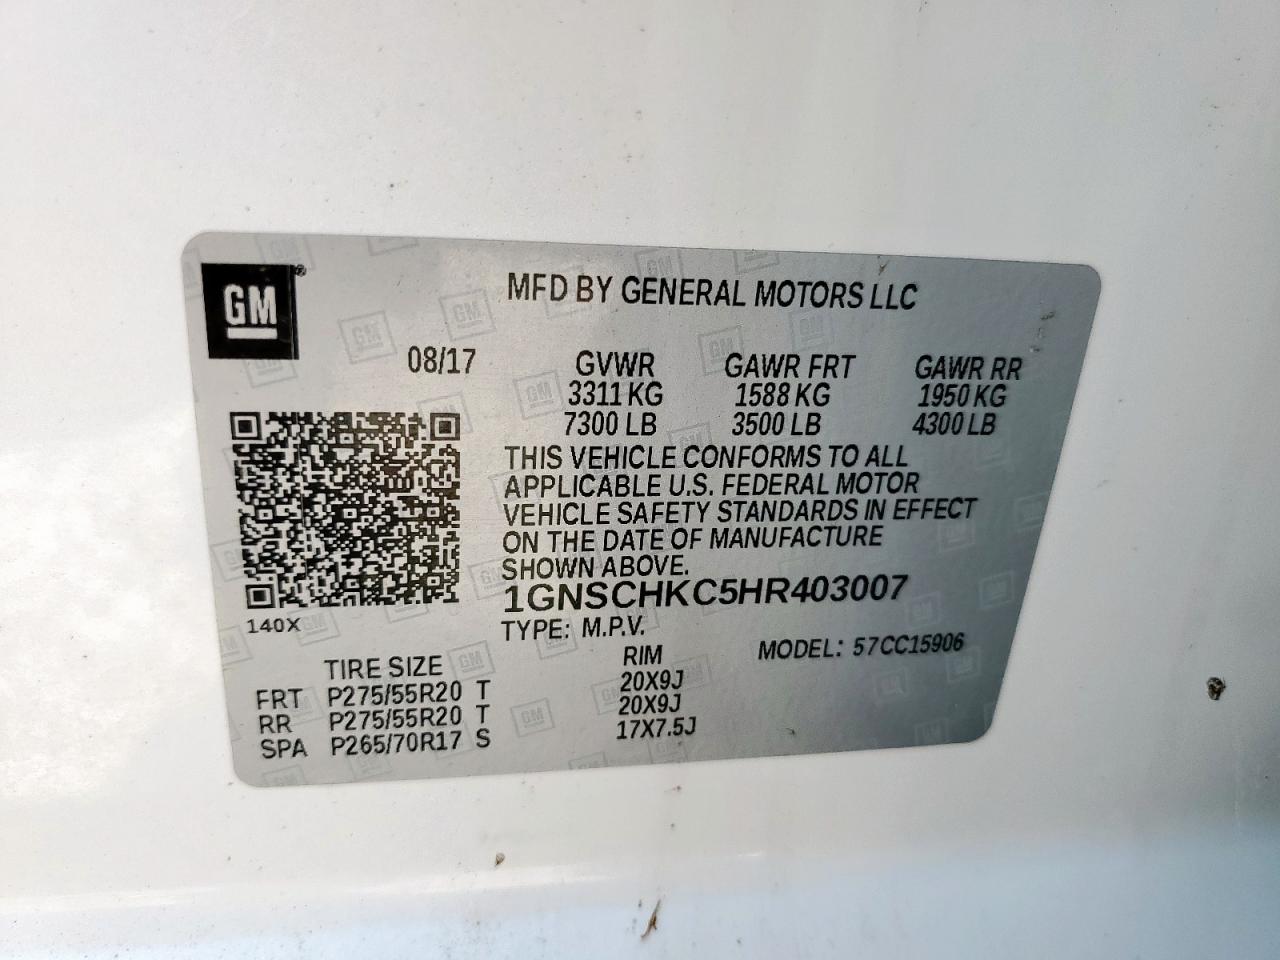 GM
MFD BY GENERAL MOTORS LLC
08/17
GVWR GAWR FRT GAWR RR
3311 KG 1588 KG 1950 KG
7300 LB 3500 LB 4300 LB
THIS VEHICLE CONFORMS TO ALL
APPLICABLE U.S. FEDERAL MOTOR
VEHICLE SAFETY STANDARDS IN EFFECT
ON THE DATE OF MANUFACTURE
SHOWN ABOVE.
1GNSCHKC5HR403007
140X
TYPE: M.P.V. MODEL: 57CC15906
TIRE SIZE RIM
FRT P275/55R20 T 20X9J
RR P275/55R20 T 20X9J
SPA P265/70R17 S 17X7.5J